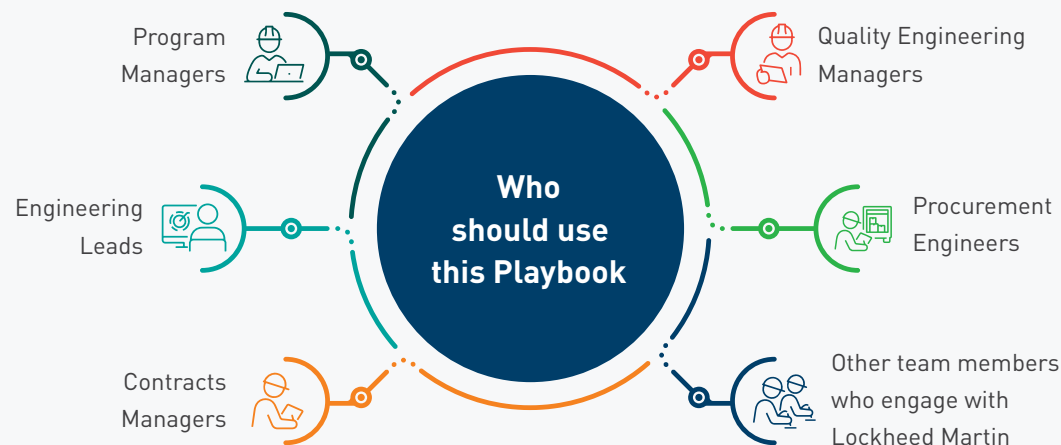 Program
Managers
Quality Engineering
Managers
Engineering
Leads
Who
should use
this Playbook
Procurement
Engineers
Contracts
Managers
Other team members
who engage with
Lockheed Martin